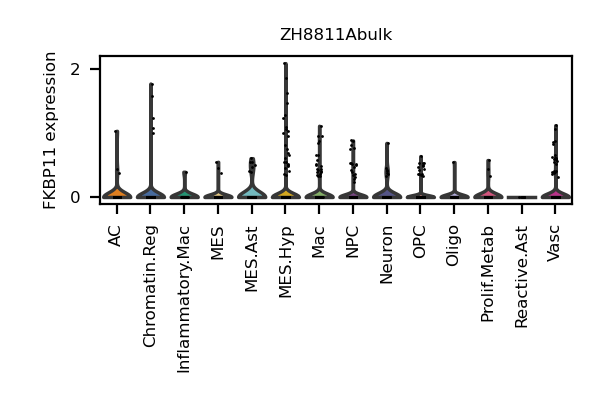 ZH8811Abulk
FKBP11 expression
2
0
AC
Chromatin.Reg
Inflammatory.Mac
MES
MES.Ast
MES.Hyp
Mac
NPC
Neuron
OPC
Oligo
Prolif.Metab
Reactive.Ast
Vasc